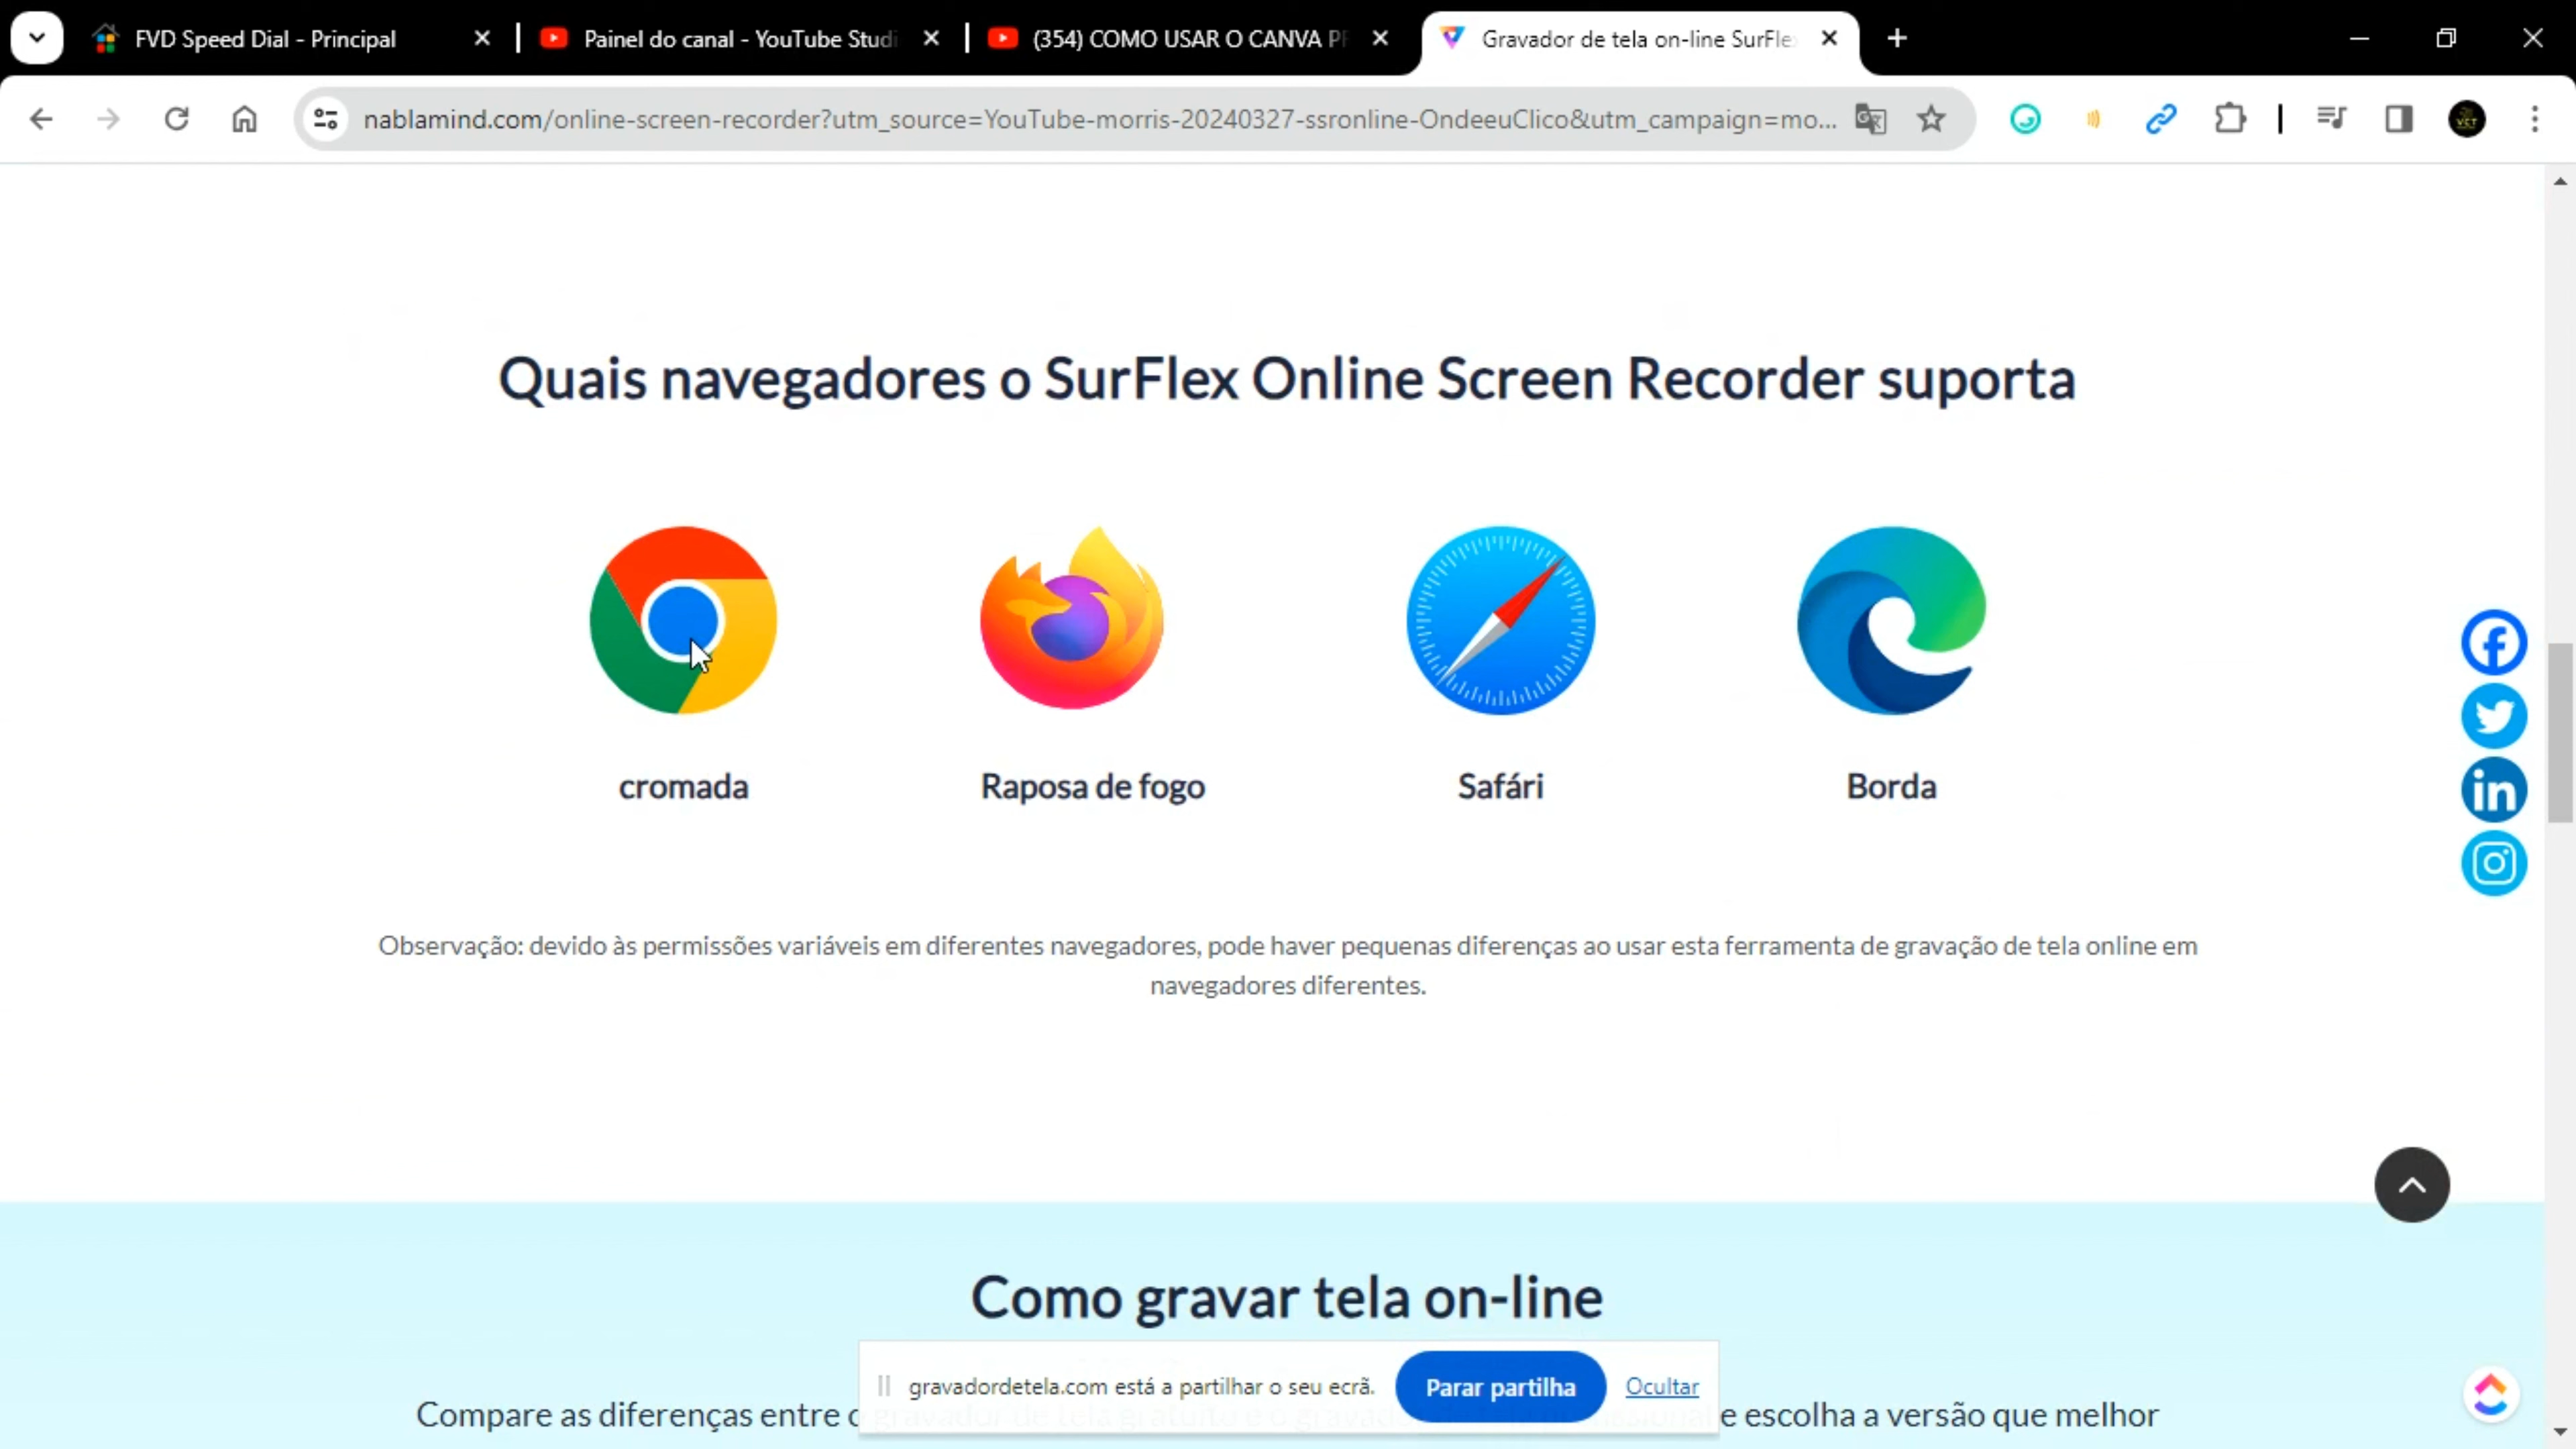 FVD Speed Dial - Principal
Painel do canal - YouTube Studi
(354) COMO USAR O CANVA PR
Gravador de tela on-line SurFle
nablamind.com/online-screen-recorder?utm_source=YouTube-morris-20240327-ssronline-OndeeuClico&utm_campaign=mo...
Quais navegadores o SurFlex Online Screen Recorder suporta
cromada
Raposa de fogo
Safári
Borda
Observação: devido às permissões variáveis em diferentes navegadores, pode haver pequenas diferenças ao usar esta ferramenta de gravação de tela online em
navegadores diferentes.
Como gravar tela on-line
gravadordetela.com está a partilhar o seu ecrã.
Parar partilha
Ocultar
Compare as diferenças entre o e escolha a versão que melhor